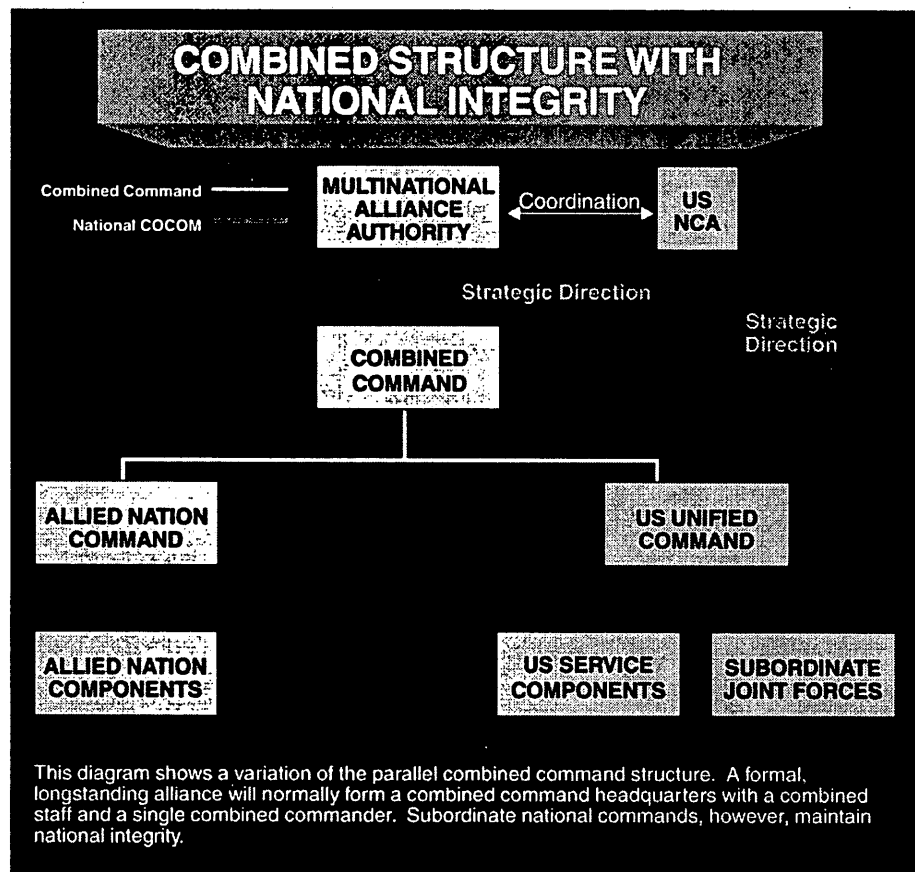 COMBINED STRUCTURE WITH
NATIONAL INTEGRITY
Combined Command
National COCOM
MULTINATIONAL
ALLIANCE
AUTHORITY
Coordination
US
NCA
Strategic Direction
Strategic
Direction
COMBINED
COMMAND
ALLIED NATION
COMMAND
US UNIFIED
COMMAND
ALLIED NATION
COMPONENTS
US SERVICE
COMPONENTS
SUBORDINATE
JOINT FORCES
This diagram shows a variation of the parallel combined command structure. A formal,
longstanding alliance will normally form a combined command headquarters with a combined
staff and a single combined commander. Subordinate national commands, however, maintain
national integrity.